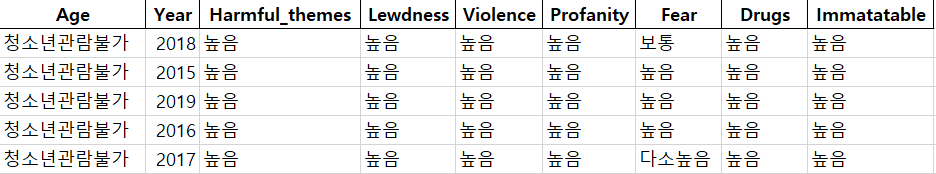 Age Year Harmful_themes Lewdness Violence Profanity Fear Drugs Immatatable
청소년관람불가 2018 높음 높음 높음 높음 보통 높음 높음
청소년관람불가 2015 높음 높음 높음 높음 높음 높음 높음
청소년관람불가 2019 높음 높음 높음 높음 높음 높음 높음
청소년관람불가 2016 높음 높음 높음 높음 높음 높음 높음
청소년관람불가 2017 높음 높음 높음 높음 다소높음 높음 높음